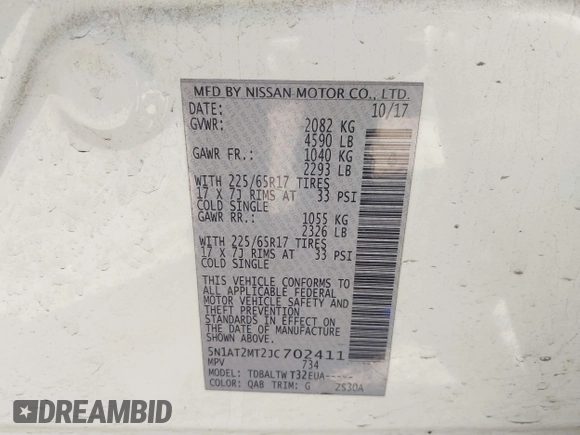 MFD BY NISSAN MOTOR CO., LTD.
DATE: 10/17
GVWR: 2082 KG
4590 LB
GAWR FR.: 1040 KG
2293 LB
WITH 225/65R17 TIRES
17 X 7J RIMS AT 33 PSI
COLD SINGLE
GAWR RR.: 1055 KG
2326 LB
WITH 225/65R17 TIRES
17 X 7J RIMS AT 33 PSI
COLD SINGLE
THIS VEHICLE CONFORMS TO
ALL APPLICABLE FEDERAL
MOTOR VEHICLE SAFETY AND
THEFT PREVENTION
STANDARDS IN EFFECT ON
THE DATE OF MANUFACTURE
SHOWN ABOVE.
5N1AT2MT2JC702411
MPV 734
MODEL: TDBALTWT32EUA-----
COLOR: QAB TRIM: G 2S30A
DREAMBID